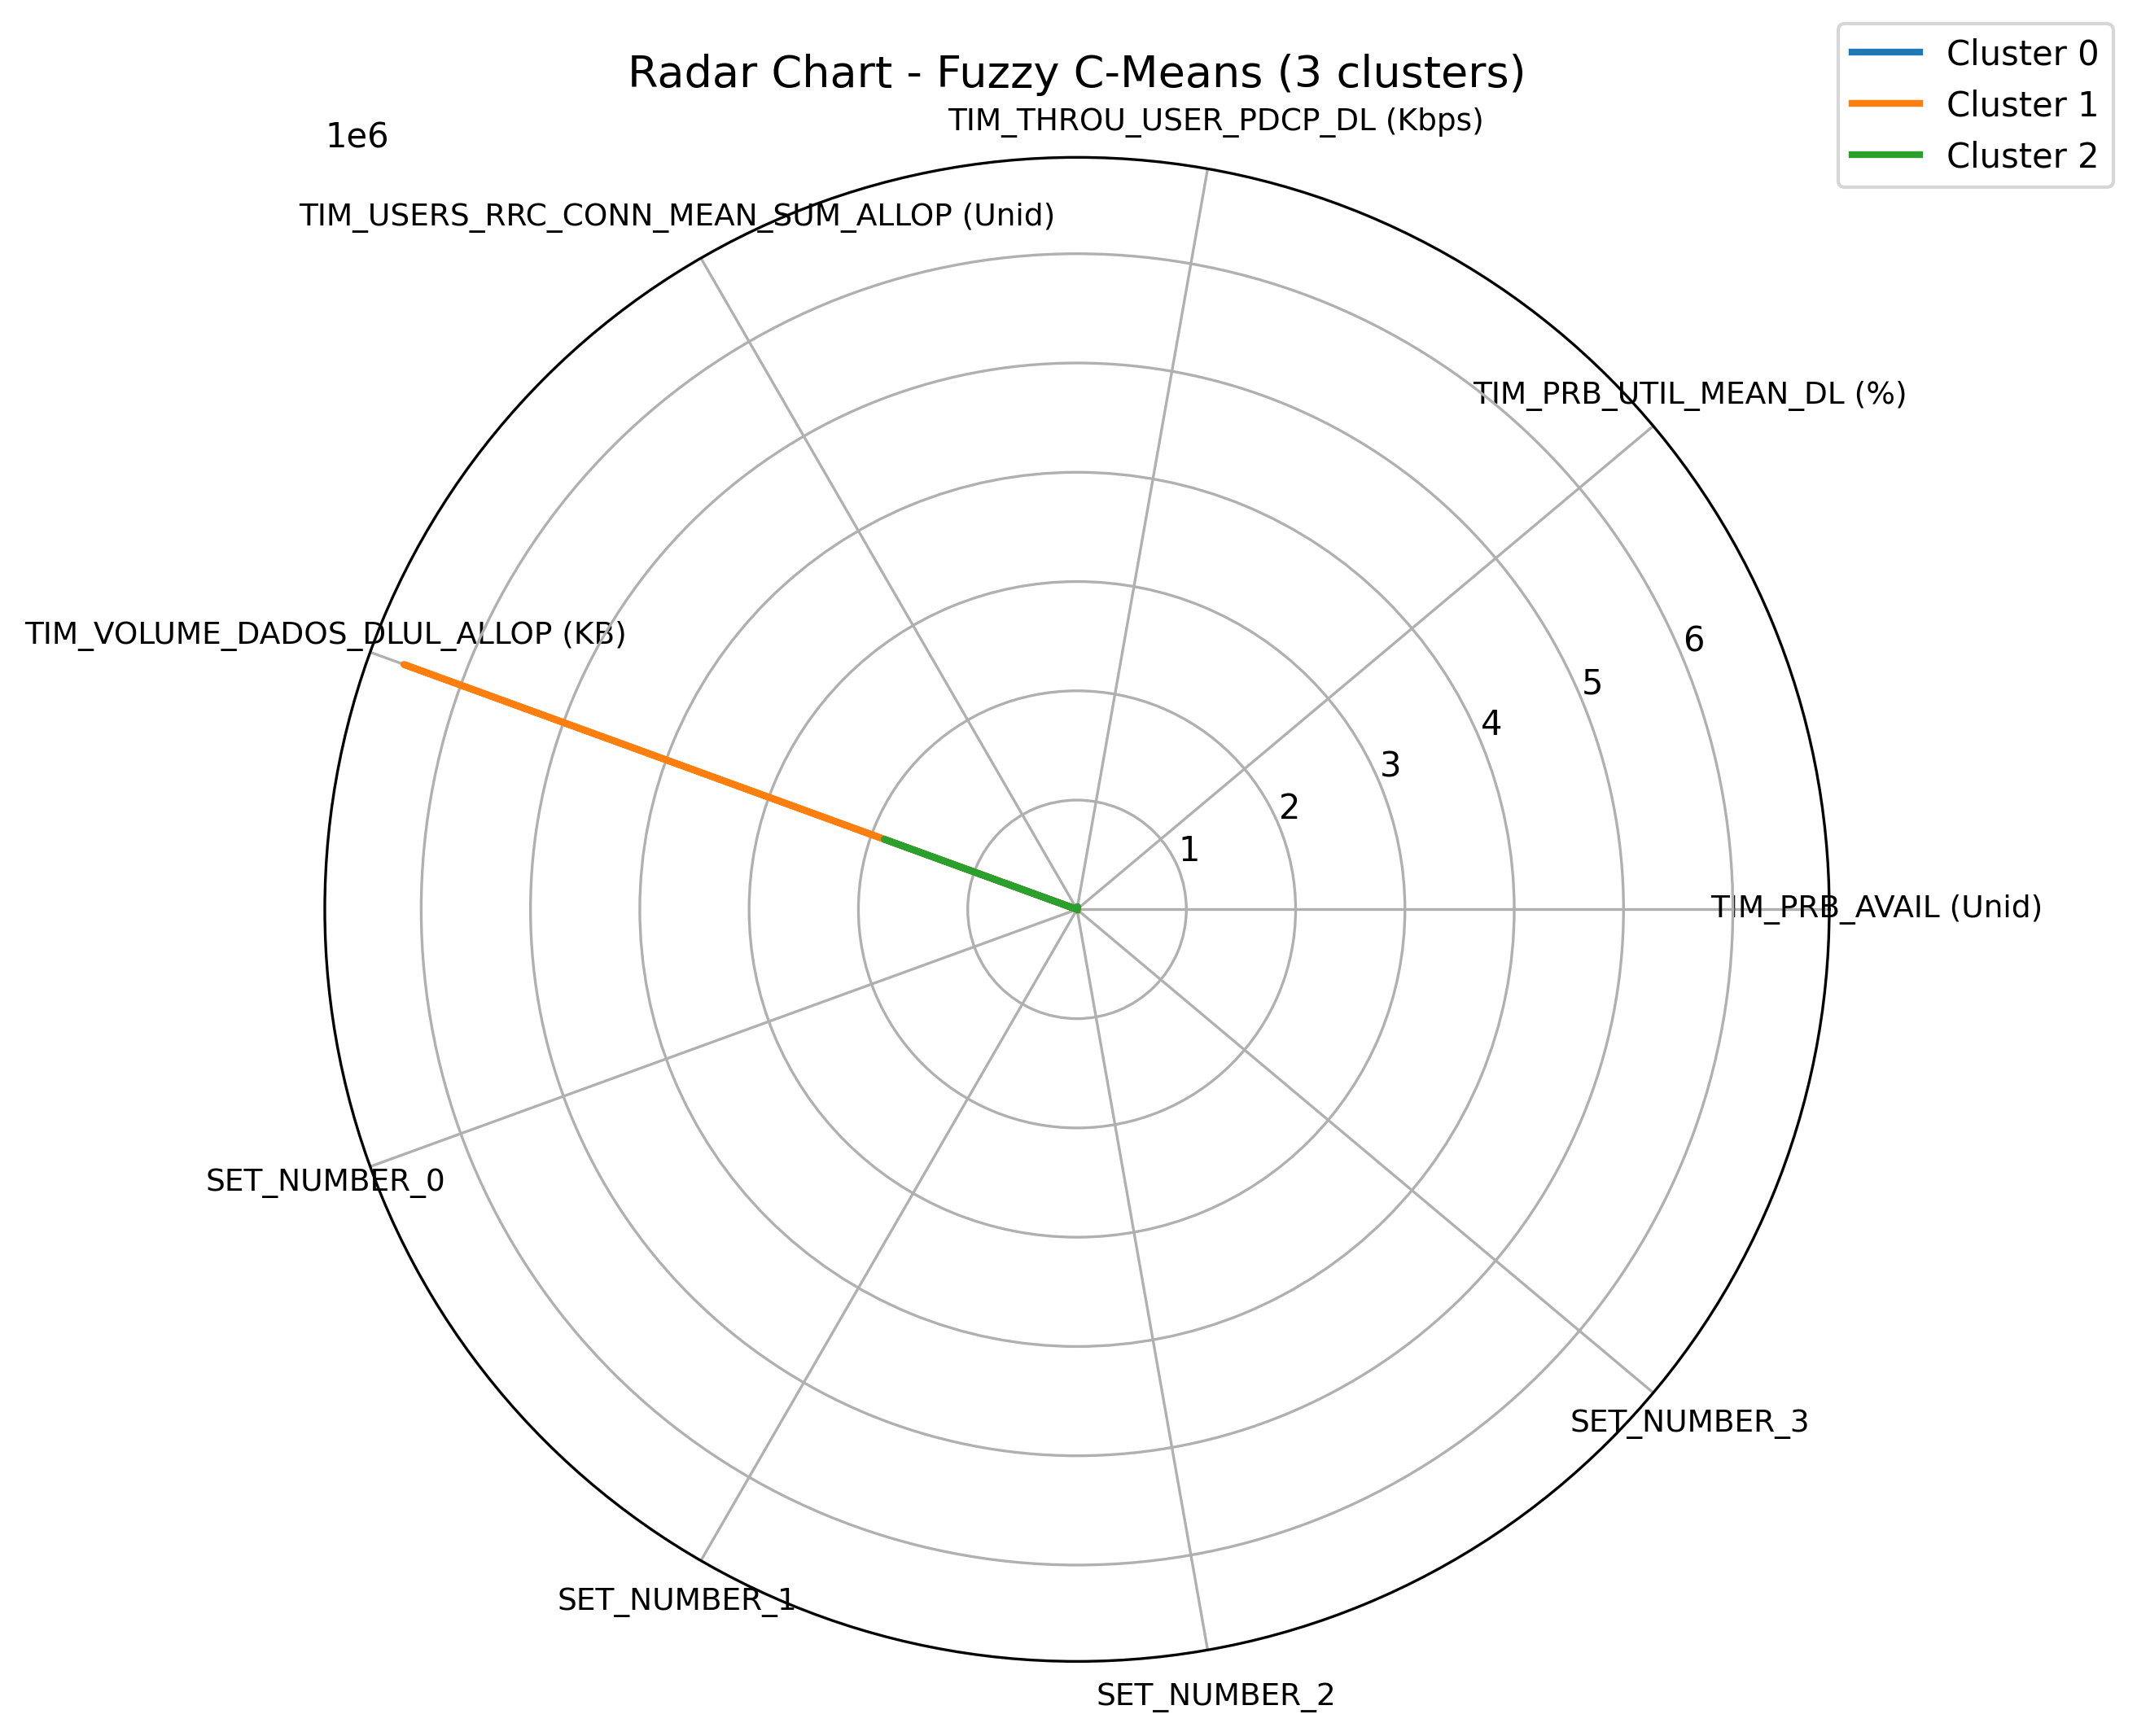 Radar Chart - Fuzzy C-Means (3 clusters)
Cluster 0
Cluster 1
Cluster 2
1e6
TIM_THROU_USER_PDCP_DL (Kbps)
TIM_USERS_RRC_CONN_MEAN_SUM_ALLOP (Unid)
TIM_PRB_UTIL_MEAN_DL (%)
TIM_VOLUME_DADOS_DLUL_ALLOP (KB)
6
5
4
3
2
1
TIM_PRB_AVAIL (Unid)
SET_NUMBER_0
SET_NUMBER_3
SET_NUMBER_1
SET_NUMBER_2